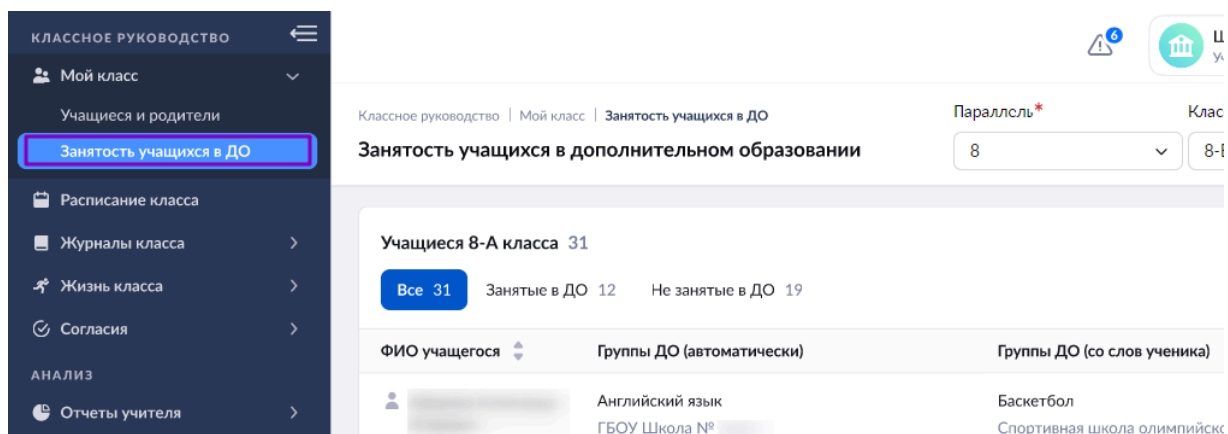 КЛАССНОЕ РУКОВОДСТВО
Мой класс
Учащиеся и родители
Занятость учащихся в ДО
Расписание класса
Журналы класса
Жизнь класса
Согласия
АНАЛИЗ
Отчеты учителя
6
Классное руководство | Мой класс | Занятость учащихся в ДО
Занятость учащихся в дополнительном образовании
Параллель*
8
Учащиеся 8-А класса 31
Все 31 Занятые в ДО 12 Не занятые в ДО 19
ФИО учащегося Группы ДО (автоматически) Группы ДО (со слов ученика)
Английский язык Баскетбол
ГБОУ Школа № Спортивная школа